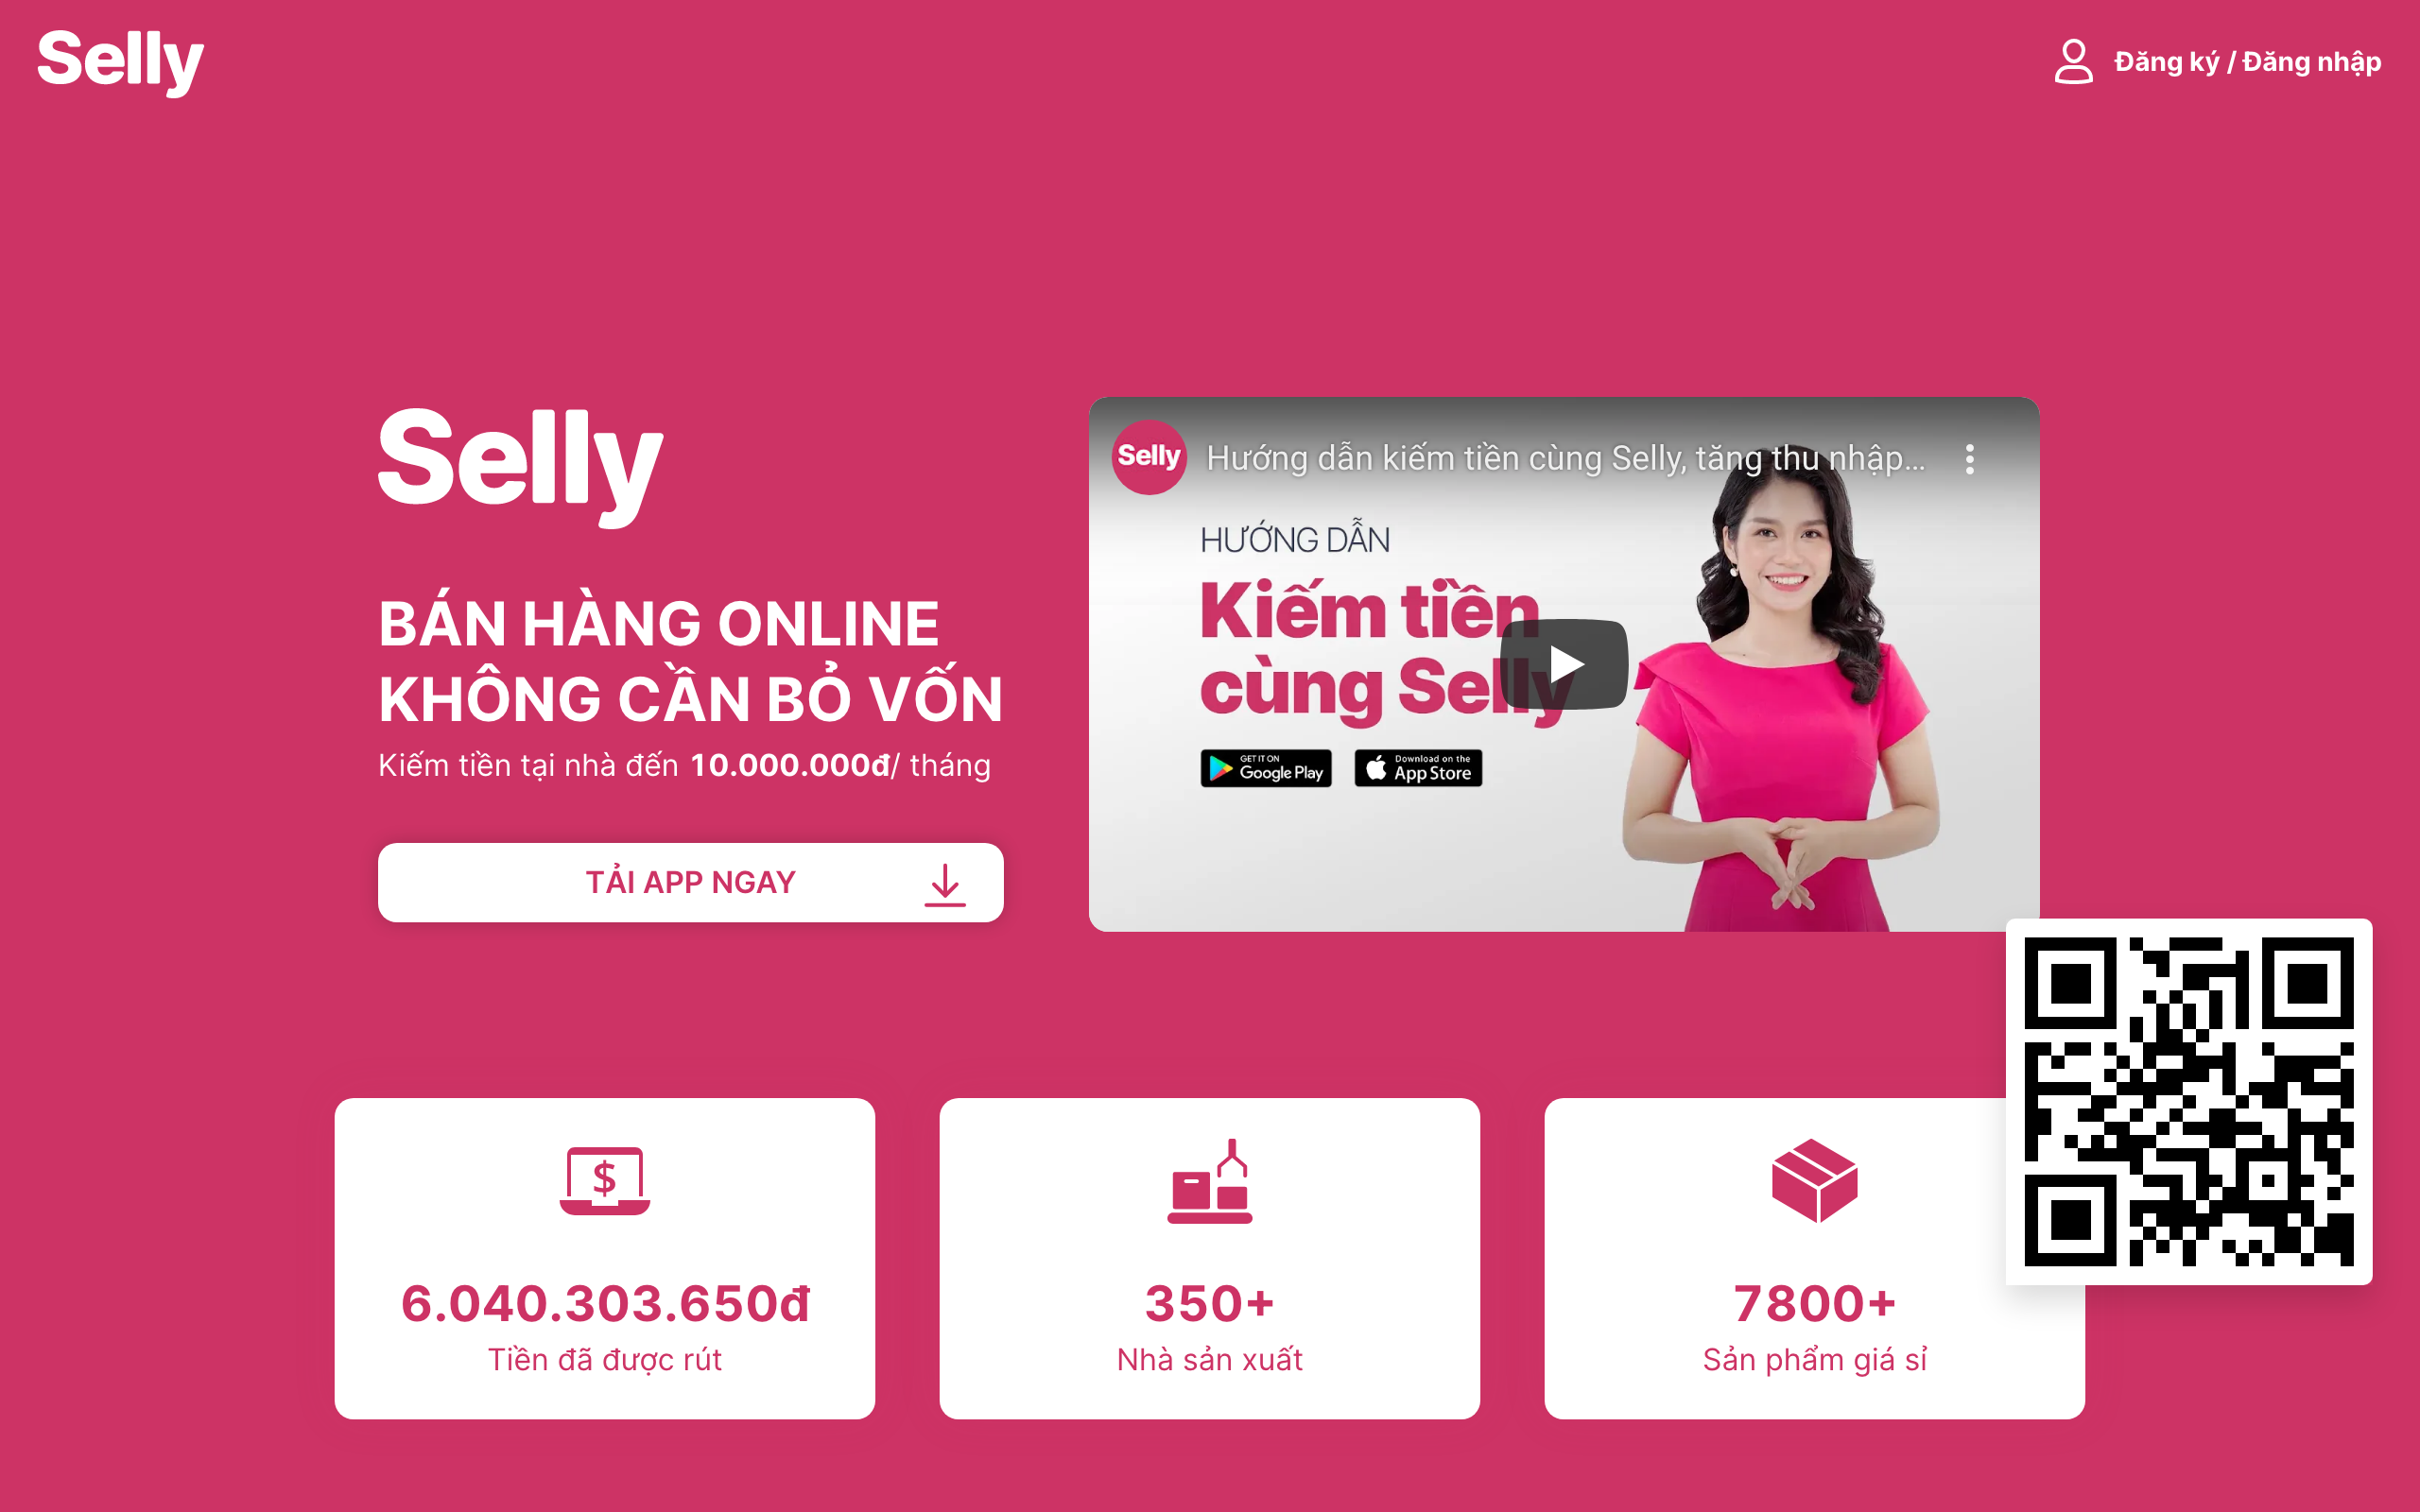 Selly
Đăng ký / Đăng nhập
Selly
BÁN HÀNG ONLINE
KHÔNG CẦN BỎ VỐN
Kiếm tiền tại nhà đến 10.000.000đ/ tháng
TẢI APP NGAY
Selly
Hướng dẫn kiếm tiền cùng Selly, tăng thu nhập...
HƯỚNG DẪN
Kiếm tiền
cùng Selly
GET IT ON
Google Play
Download on the
App Store
$
6.040.303.650đ
Tiền đã được rút
350+
Nhà sản xuất
7800+
Sản phẩm giá sỉ